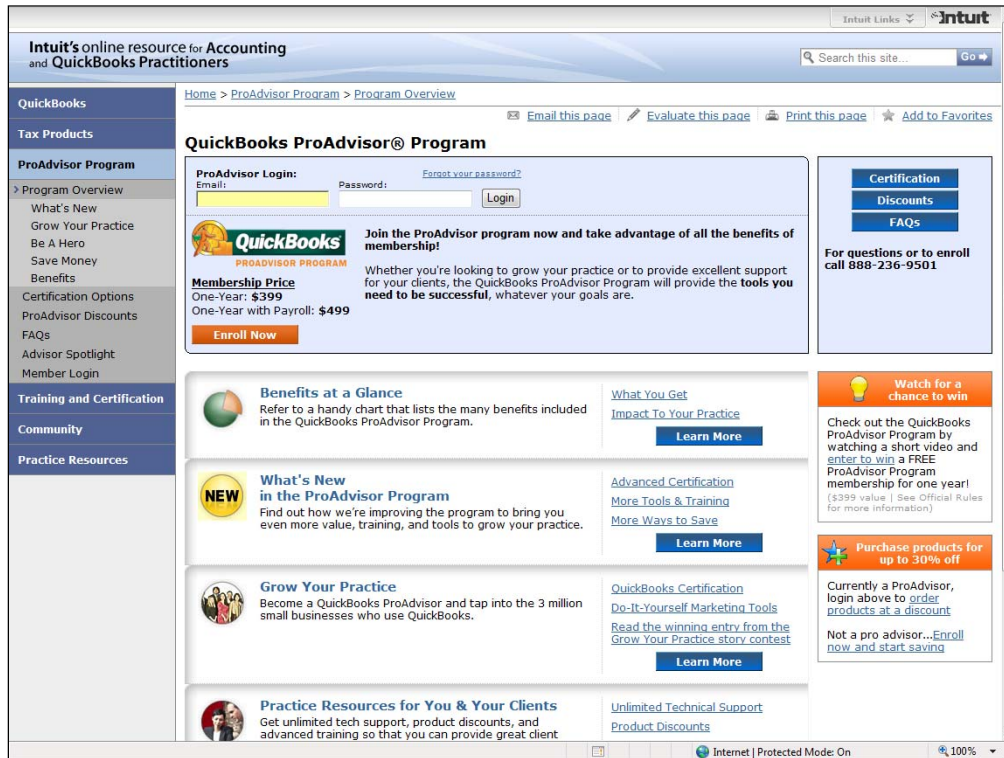 Intuit Links
Intuit
Intuit's online resource for Accounting
and QuickBooks Practitioners
Search this site...
Go
QuickBooks
Tax Products
ProAdvisor Program
Program Overview
What's New
Grow Your Practice
Be A Hero
Save Money
Benefits
Certification Options
ProAdvisor Discounts
FAQs
Advisor Spotlight
Member Login
Training and Certification
Community
Practice Resources
Home > ProAdvisor Program > Program Overview
Email this page
Evaluate this page
Print this page
Add to Favorites
QuickBooks ProAdvisor® Program
ProAdvisor Login:
Forgot your password?
Email:
Password:
Login
QuickBooks
PROADVISOR PROGRAM
Membership Price
One-Year: $399
One-Year with Payroll: $499
Enroll Now
Join the ProAdvisor program now and take advantage of all the benefits of
membership!
Whether you're looking to grow your practice or to provide excellent support
for your clients, the QuickBooks ProAdvisor Program will provide the tools you
need to be successful, whatever your goals are.
Certification
Discounts
FAQs
For questions or to enroll
call 888-236-9501
Benefits at a Glance
Refer to a handy chart that lists the many benefits included
in the QuickBooks ProAdvisor Program.
What You Get
Impact To Your Practice
Learn More
NEW
What's New
in the ProAdvisor Program
Find out how we're improving the program to bring you
even more value, training, and tools to grow your practice.
Advanced Certification
More Tools & Training
More Ways to Save
Learn More
Grow Your Practice
Become a QuickBooks ProAdvisor and tap into the 3 million
small businesses who use QuickBooks.
QuickBooks Certification
Do-It-Yourself Marketing Tools
Read the winning entry from the
Grow Your Practice story contest
Learn More
Practice Resources for You & Your Clients
Get unlimited tech support, product discounts, and
advanced training so that you can provide great client
Unlimited Technical Support
Product Discounts
Watch for a
chance to win
Check out the QuickBooks
ProAdvisor Program by
watching a short video and
enter to win a FREE
ProAdvisor Program
membership for one year!
($399 value | See Official Rules
for more information)
Purchase products for
up to 30% off
Currently a ProAdvisor,
login above to order
products at a discount
Not a pro advisor...Enroll
now and start saving
Internet | Protected Mode: On
100%